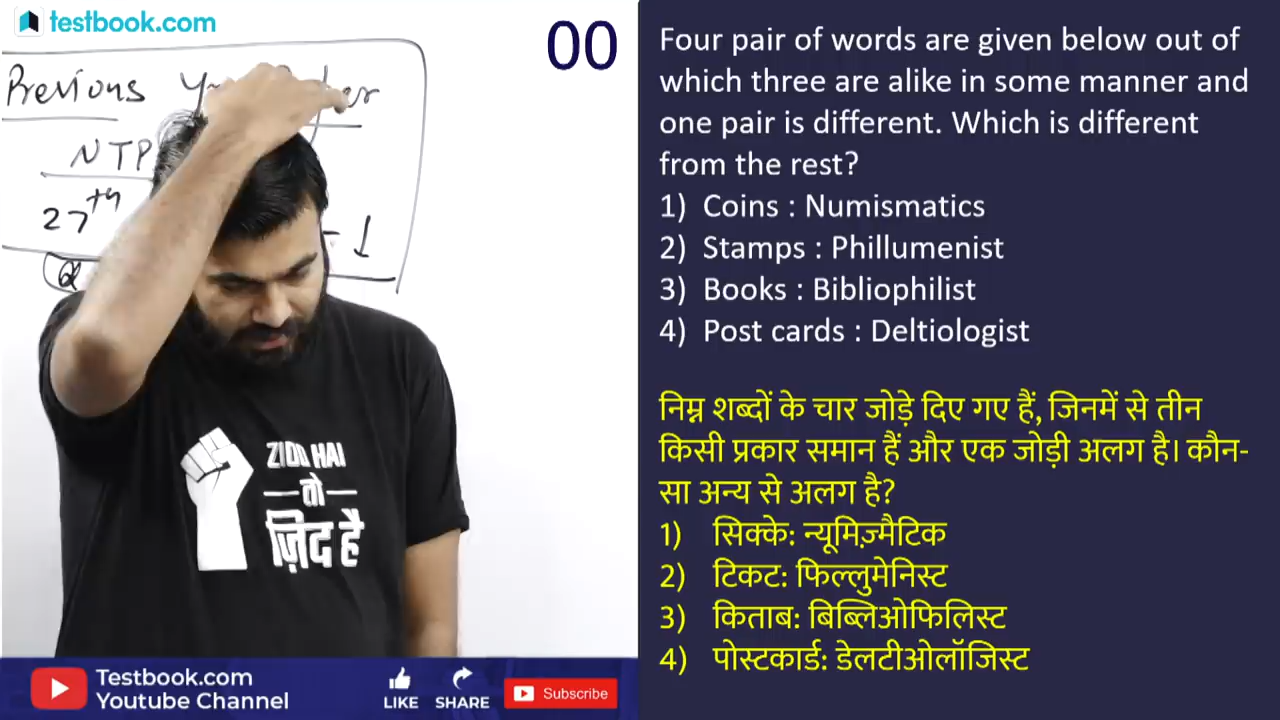 testbook.com
Previous
NTP
27th
ZIDD HAI
तो
ज़िद है
00
Four pair of words are given below out of
which three are alike in some manner and
one pair is different. Which is different
from the rest?
1) Coins : Numismatics
2) Stamps : Phillumenist
3) Books : Bibliophilist
4) Post cards : Deltiologist
निम्न शब्दों के चार जोड़े दिए गए हैं, जिनमें से तीन
किसी प्रकार समान हैं और एक जोड़ी अलग है। कौन-
सा अन्य से अलग है?
1) सिक्के: न्यूमिज़्मैटिक
2) टिकट: फिल्लुमेनिस्ट
3) किताब: बिब्लिओफिलिस्ट
4) पोस्टकार्ड: डेलटीओलॉजिस्ट
Testbook.com
Youtube Channel
LIKE
SHARE
Subscribe